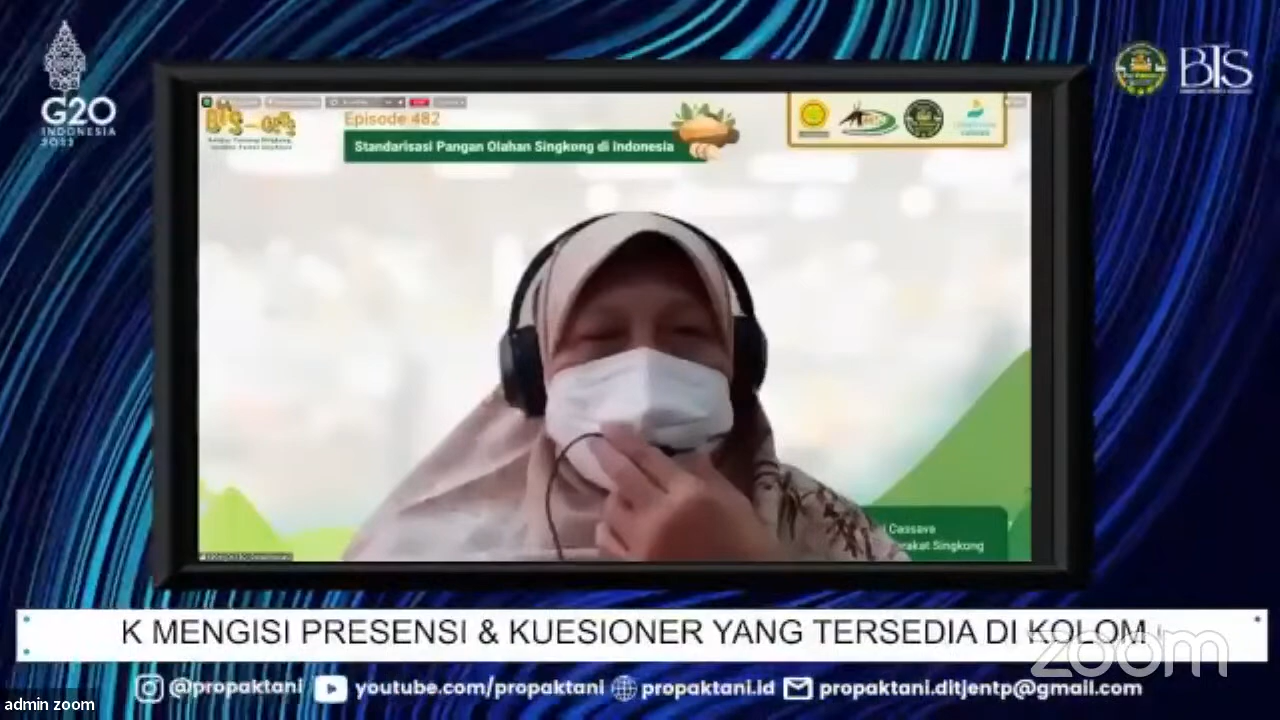 G20
INDONESIA
BTS
Episode 482
Standarisasi Pangan Olahan Singkong di Indonesia
Cassava
Singkong
K MENGISI PRESENSI & KUESIONER YANG TERSEDIA DI KOLOM
zoom
@propaktani
youtube.com/propaktani
propaktani.id
propaktani.ditjentp@gmail.com
admin zoom